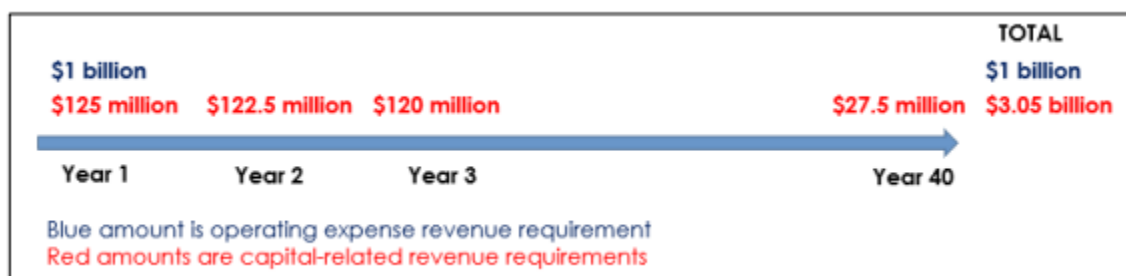 TOTAL
$1 billion $1 billion
$125 million $122.5 million $120 million $27.5 million $3.05 billion
Year 1 Year 2 Year 3 Year 40
Blue amount is operating expense revenue requirement
Red amounts are capital-related revenue requirements